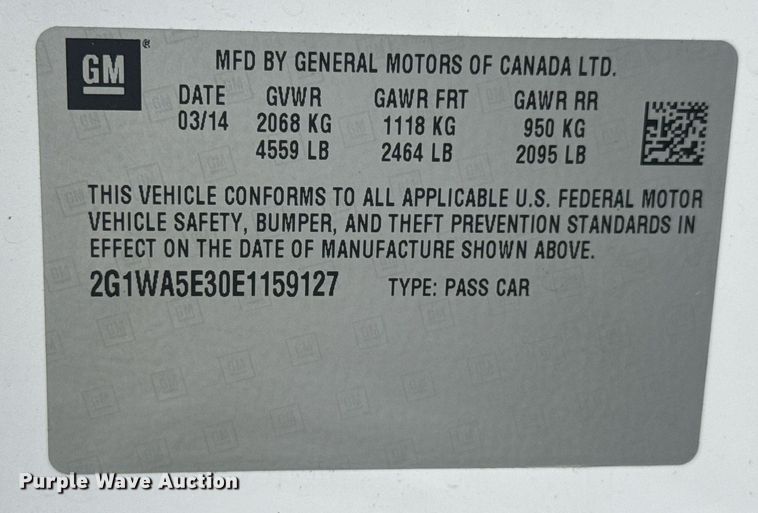 GM ®
MFD BY GENERAL MOTORS OF CANADA LTD.
DATE GVWR GAWR FRT GAWR RR
03/14 2068 KG 1118 KG 950 KG
4559 LB 2464 LB 2095 LB
THIS VEHICLE CONFORMS TO ALL APPLICABLE U.S. FEDERAL MOTOR
VEHICLE SAFETY, BUMPER, AND THEFT PREVENTION STANDARDS IN
EFFECT ON THE DATE OF MANUFACTURE SHOWN ABOVE.
2G1WA5E30E1159127 TYPE: PASS CAR
Purple Wave Auction